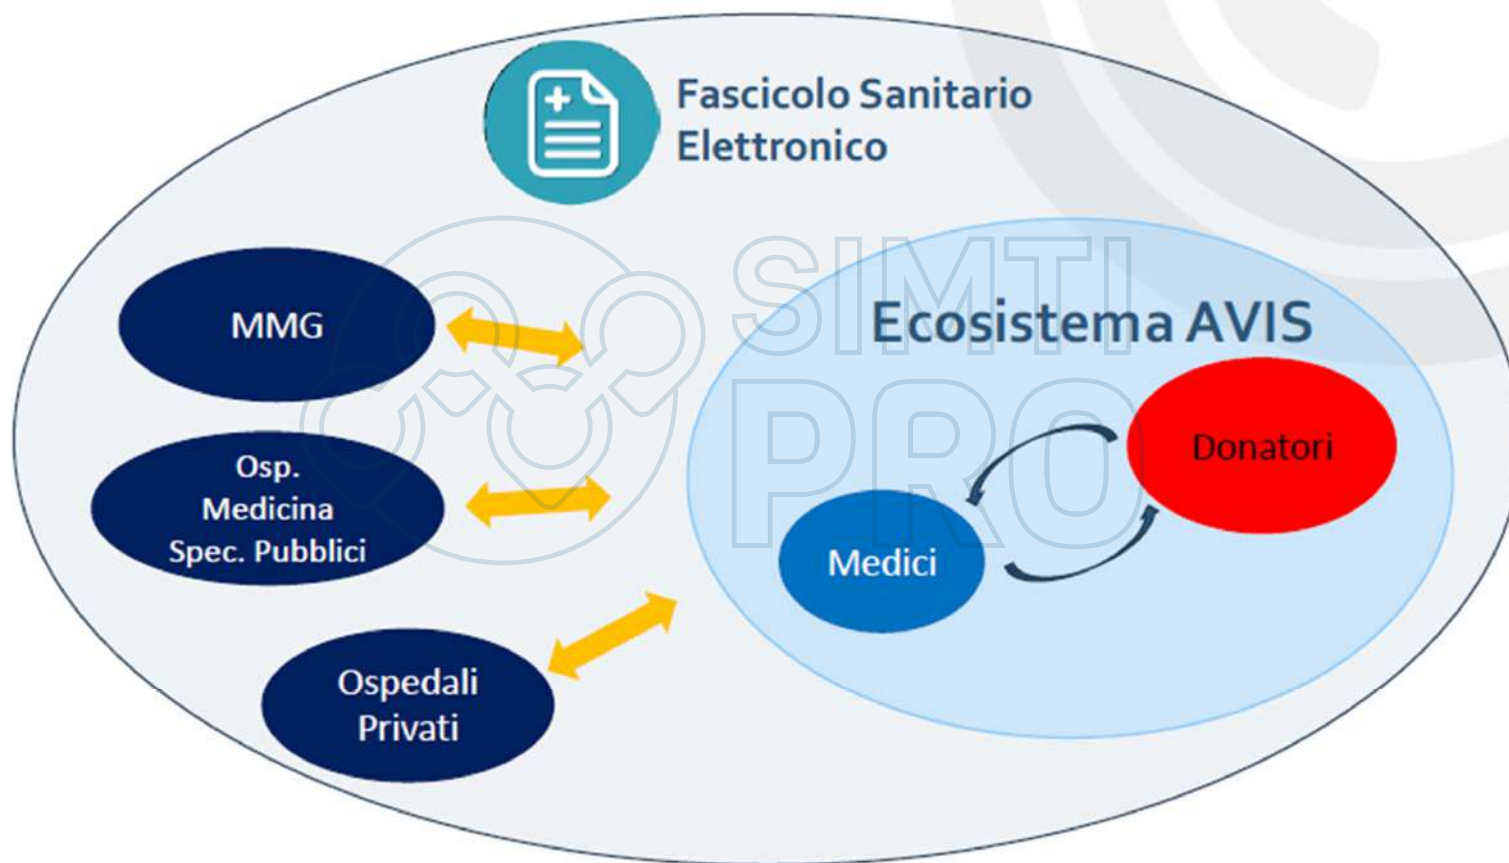 Fascicolo Sanitario
Elettronico
SIMTI
PRO
Ecosistema AVIS
MMG
Donatori
Osp.
Medicina
Spec. Pubblici
Medici
Ospedali
Privati